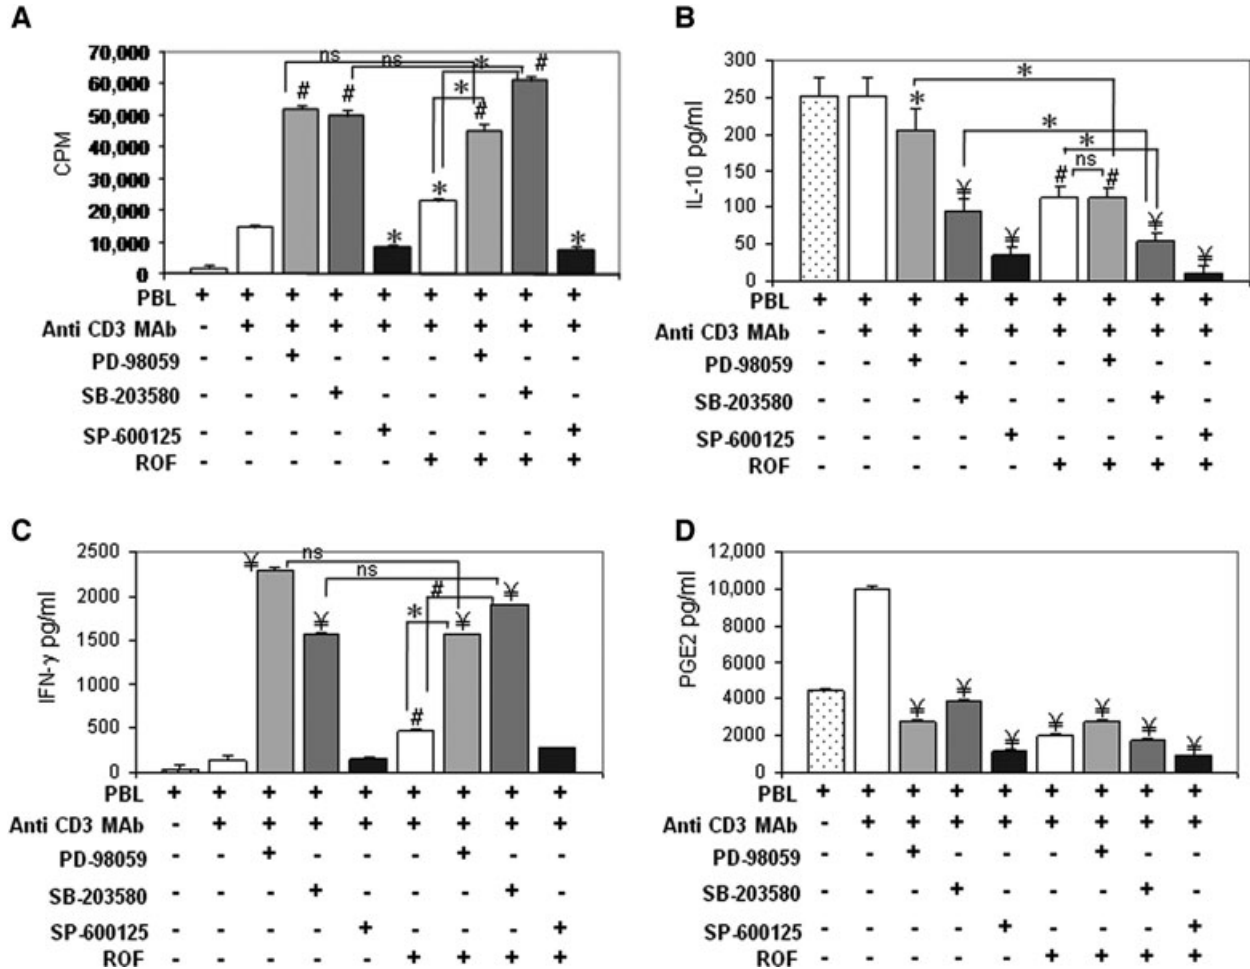 A
CPM
70,000
60,000
50,000
40,000
30,000
20,000
10,000
0
ns
ns
*
*
# # * * # # *
PBL + + + + + + + + +
Anti CD3 MAb - + + + + + + + +
PD-98059 - - + - - - + - -
SB-203580 - - - + - - - + -
SP-600125 - - - - + - - - +
ROF - - - - - + + + +
B
IL-10 pg/ml
300
250
200
150
100
50
0
*
*
*
ns
* ¥ ¥ # # ¥ ¥
PBL + + + + + + + + +
Anti CD3 MAb - + + + + + + + +
PD-98059 - - + - - - + - -
SB-203580 - - - + - - - + -
SP-600125 - - - - + - - - +
ROF - - - - - + + + +
C
IFN-γ pg/ml
2500
2000
1500
1000
500
0
ns
ns
#
*
¥ ¥ # ¥ ¥
PBL + + + + + + + + +
Anti CD3 MAb - + + + + + + + +
PD-98059 - - + - - - + - -
SB-203580 - - - + - - - + -
SP-600125 - - - - + - - - +
ROF - - - - - + + + +
D
PGE2 pg/ml
12,000
10,000
8000
6000
4000
2000
0
¥ ¥ ¥ ¥ ¥ ¥ ¥
PBL + + + + + + + + +
Anti CD3 MAb - + + + + + + + +
PD-98059 - - + - - - + - -
SB-203580 - - - + - - - + -
SP-600125 - - - - + - - - +
ROF - - - - - + + + +